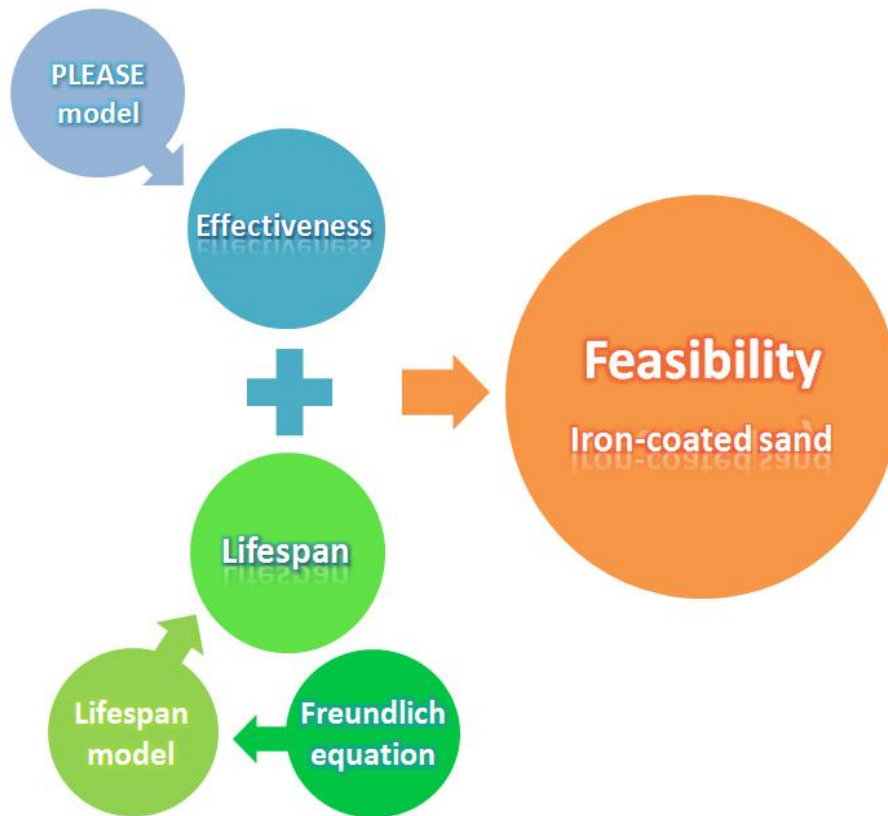 PLEASE
model
Effectiveness
Feasibility
Iron-coated sand
Lifespan
Lifespan
model
Freundlich
equation